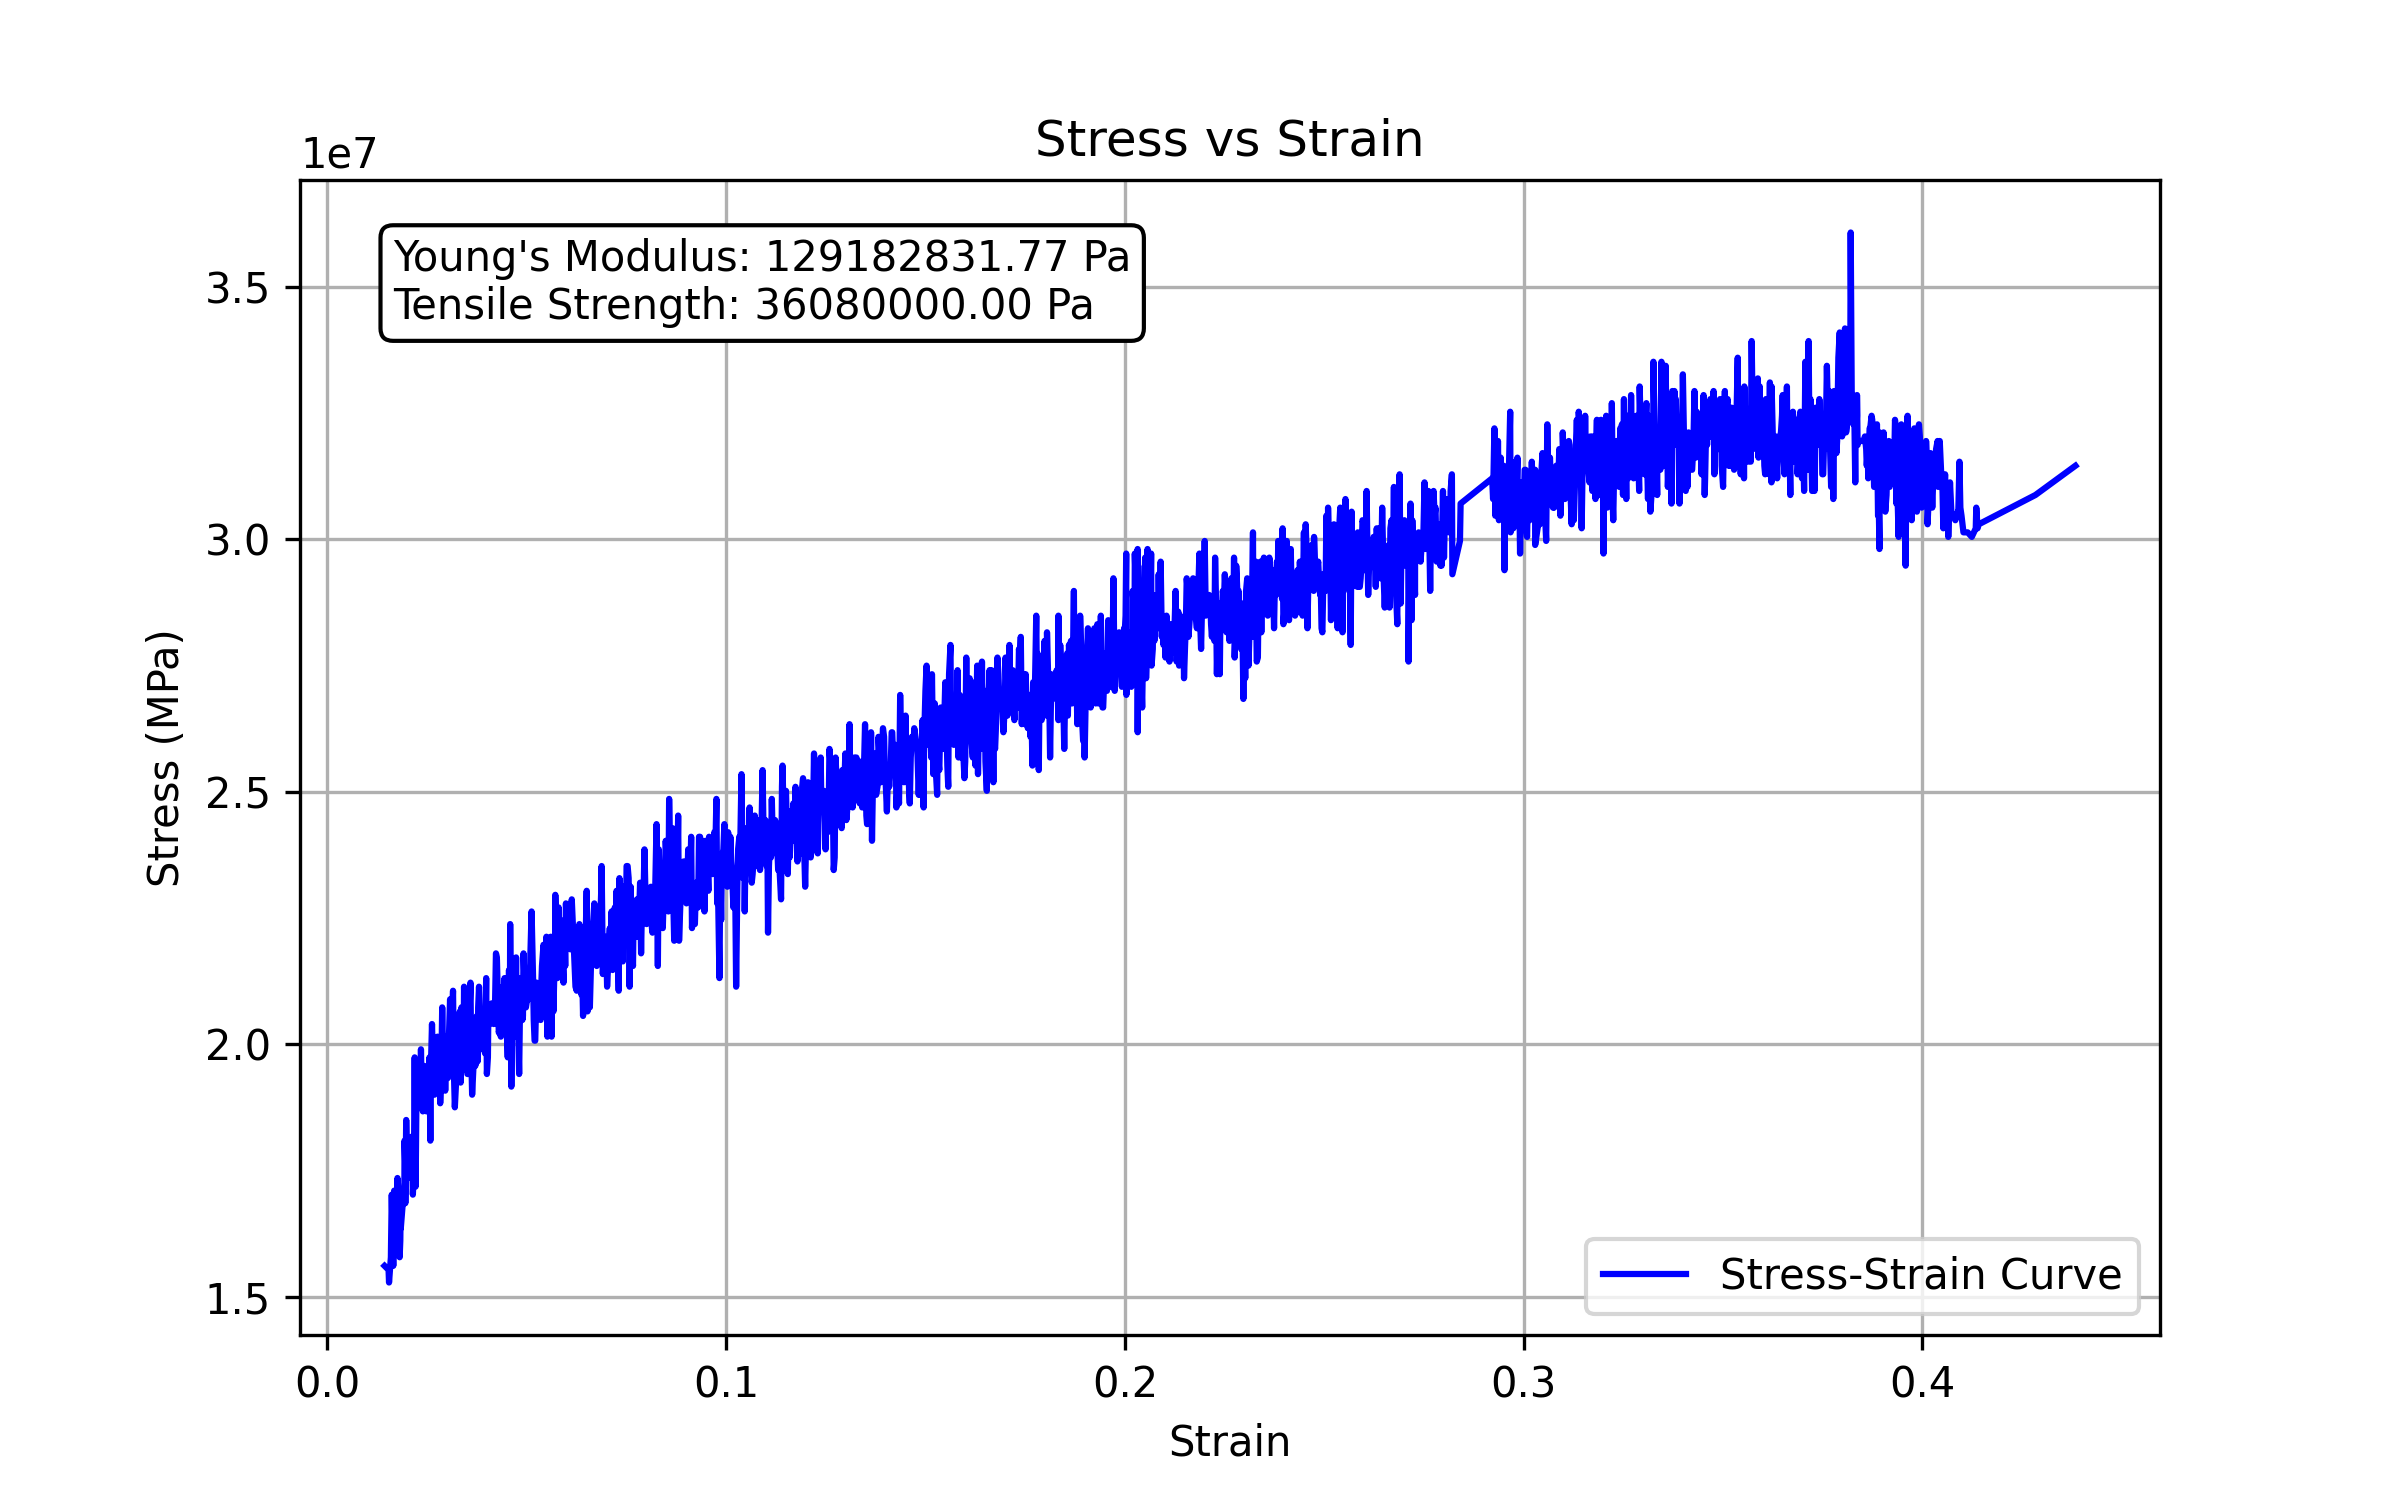 Stress vs Strain
1e7
Young's Modulus: 129182831.77 Pa
Tensile Strength: 36080000.00 Pa
3.5
3.0
2.5
2.0
1.5
Stress (MPa)
Stress-Strain Curve
0.0 0.1 0.2 0.3 0.4
Strain